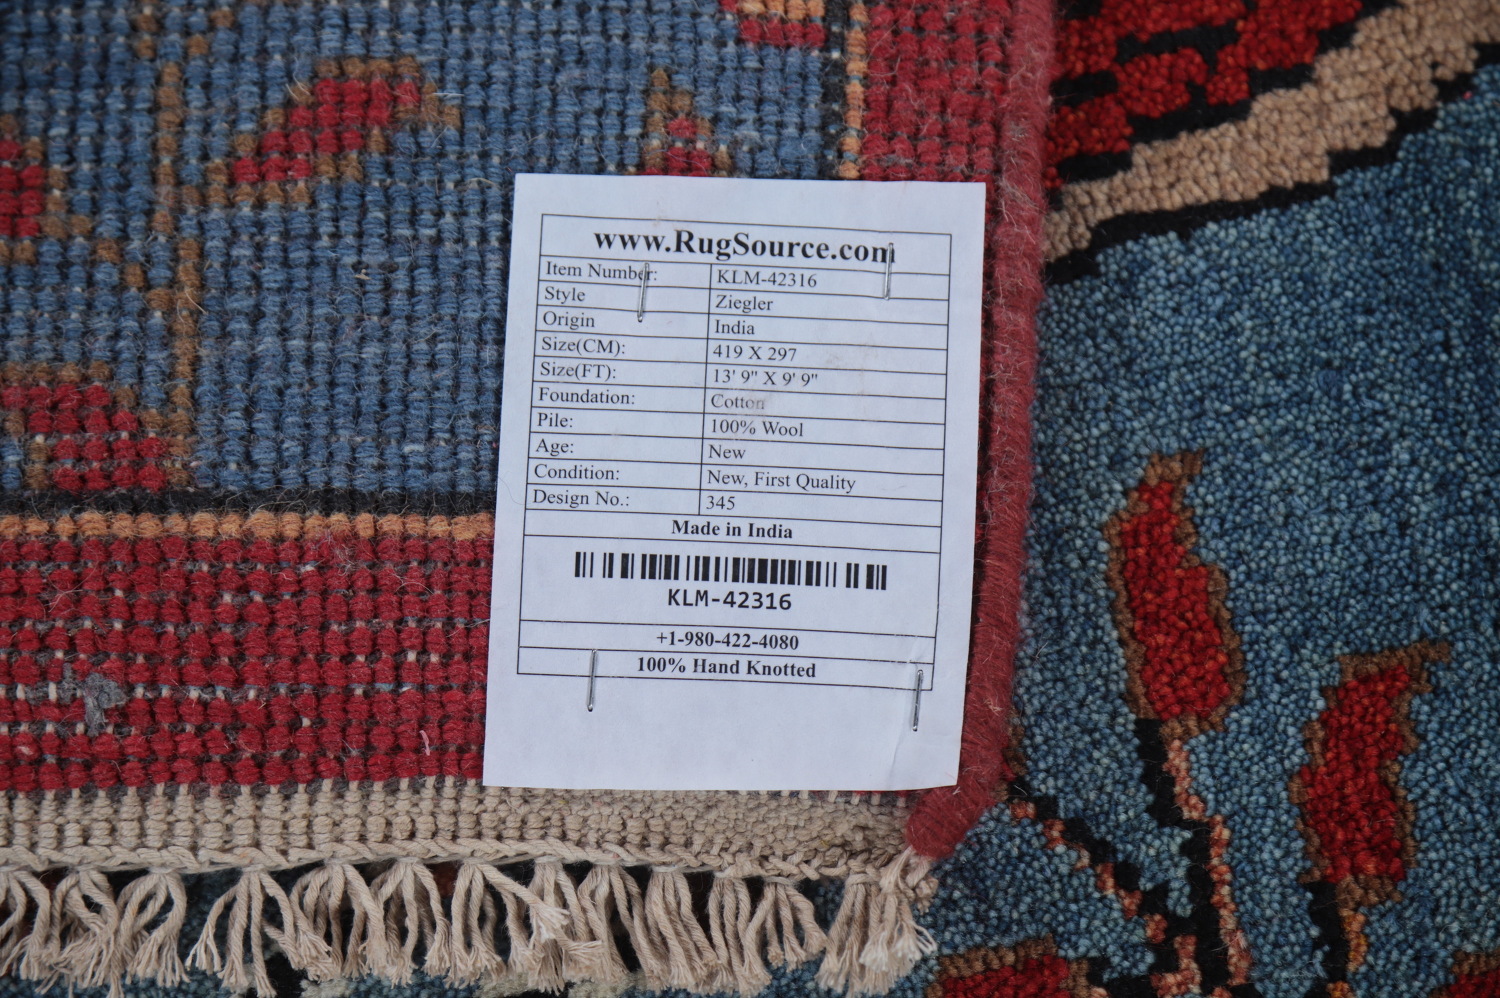 www.RugSource.com
Item Number: KLM-42316
Style Ziegler
Origin India
Size(CM): 419 X 297
Size(FT): 13' 9" X 9' 9"
Foundation: Cotton
Pile: 100% Wool
Age: New
Condition: New, First Quality
Design No.: 345
Made in India
KLM-42316
+1-980-422-4080
100% Hand Knotted